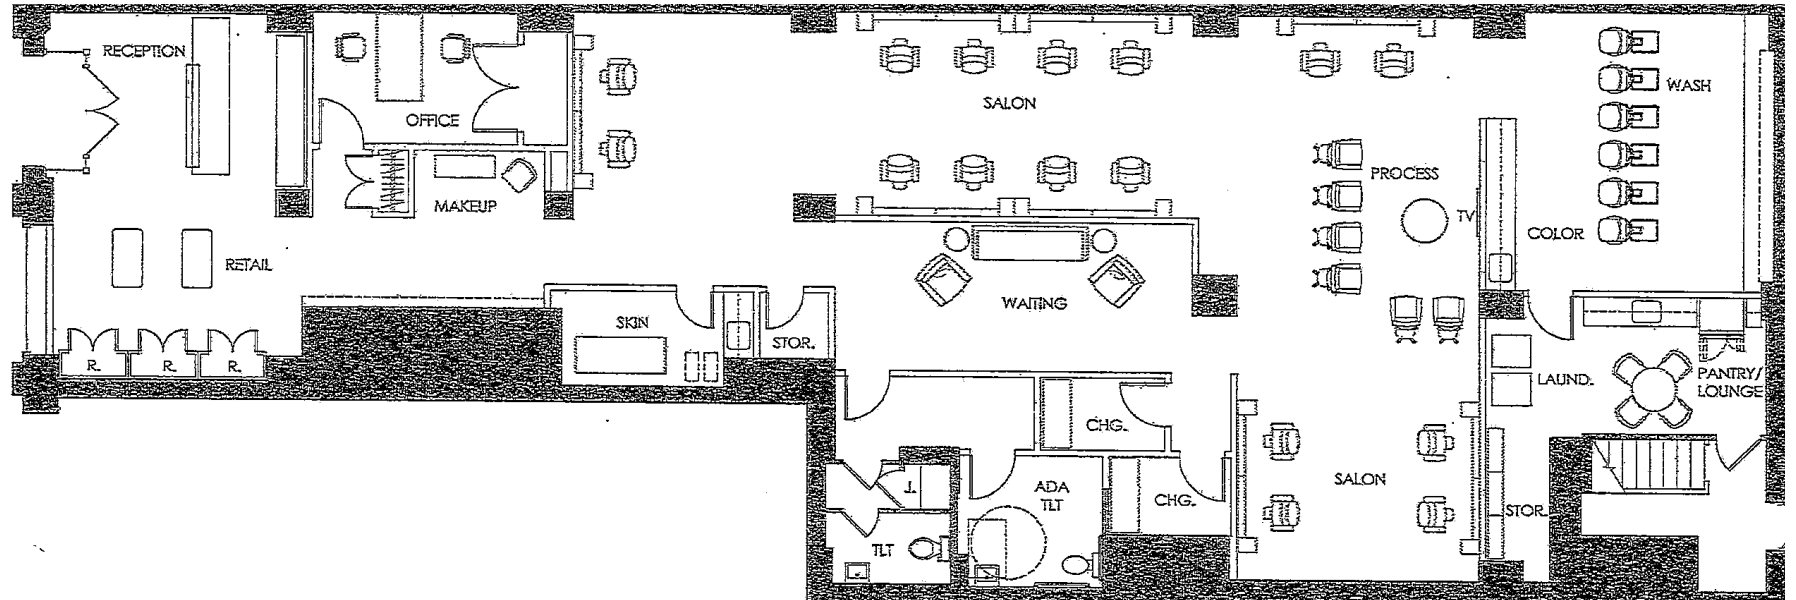 RECEPTION
OFFICE
MAKEUP
RETAIL
R.
R.
R.
SKIN
STOR.
SALON
WAITING
CHG.
CHG.
ADA
TLT
TLT
J.
PROCESS
TV
COLOR
WASH
LAUND.
PANTRY/
LOUNGE
SALON
STOR.